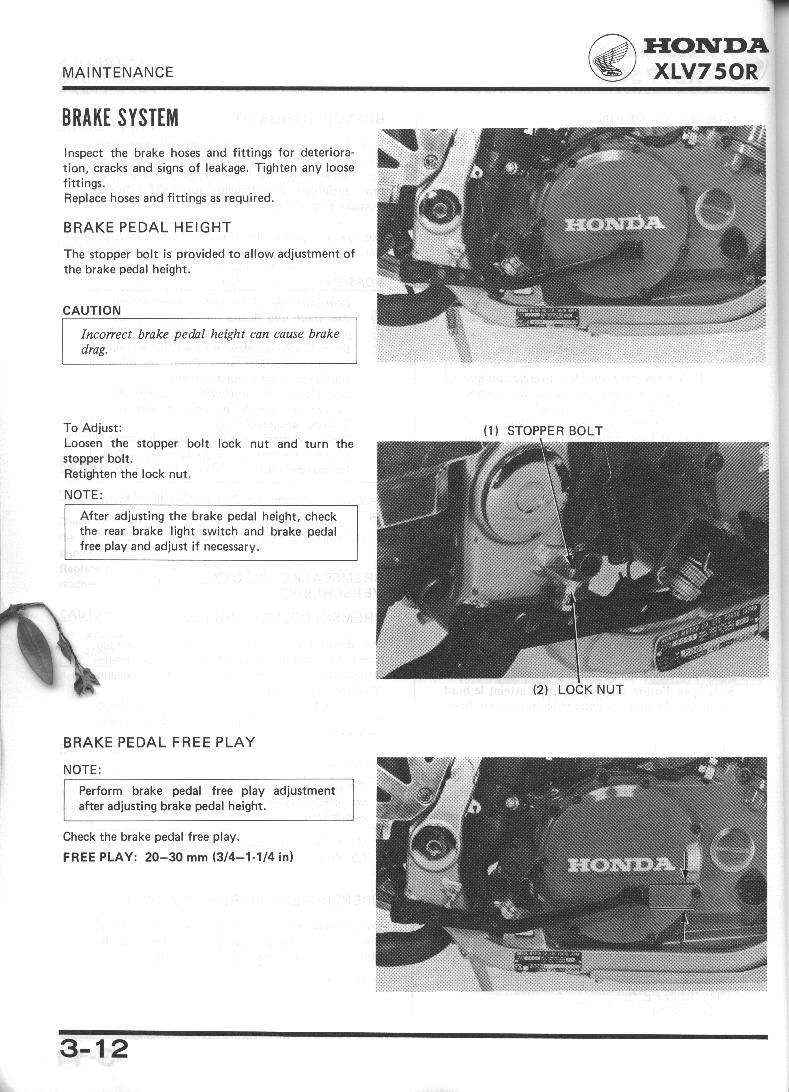 MAINTENANCE
HONDA
XLV750R
BRAKE SYSTEM
Inspect the brake hoses and fittings for deteriora-
tion, cracks and signs of leakage. Tighten any loose
fittings.
Replace hoses and fittings as required.
BRAKE PEDAL HEIGHT
The stopper bolt is provided to allow adjustment of
the brake pedal height.
CAUTION
Incorrect brake pedal height can cause brake
drag.
HONDA
To Adjust:
Loosen the stopper bolt lock nut and turn the
stopper bolt.
Retighten the lock nut.
NOTE:
After adjusting the brake pedal height, check
the rear brake light switch and brake pedal
free play and adjust if necessary.
(1) STOPPER BOLT
(2) LOCK NUT
BRAKE PEDAL FREE PLAY
NOTE:
Perform brake pedal free play adjustment
after adjusting brake pedal height.
Check the brake pedal free play.
FREE PLAY: 20–30 mm (3/4–1-1/4 in)
HONDA
3-12